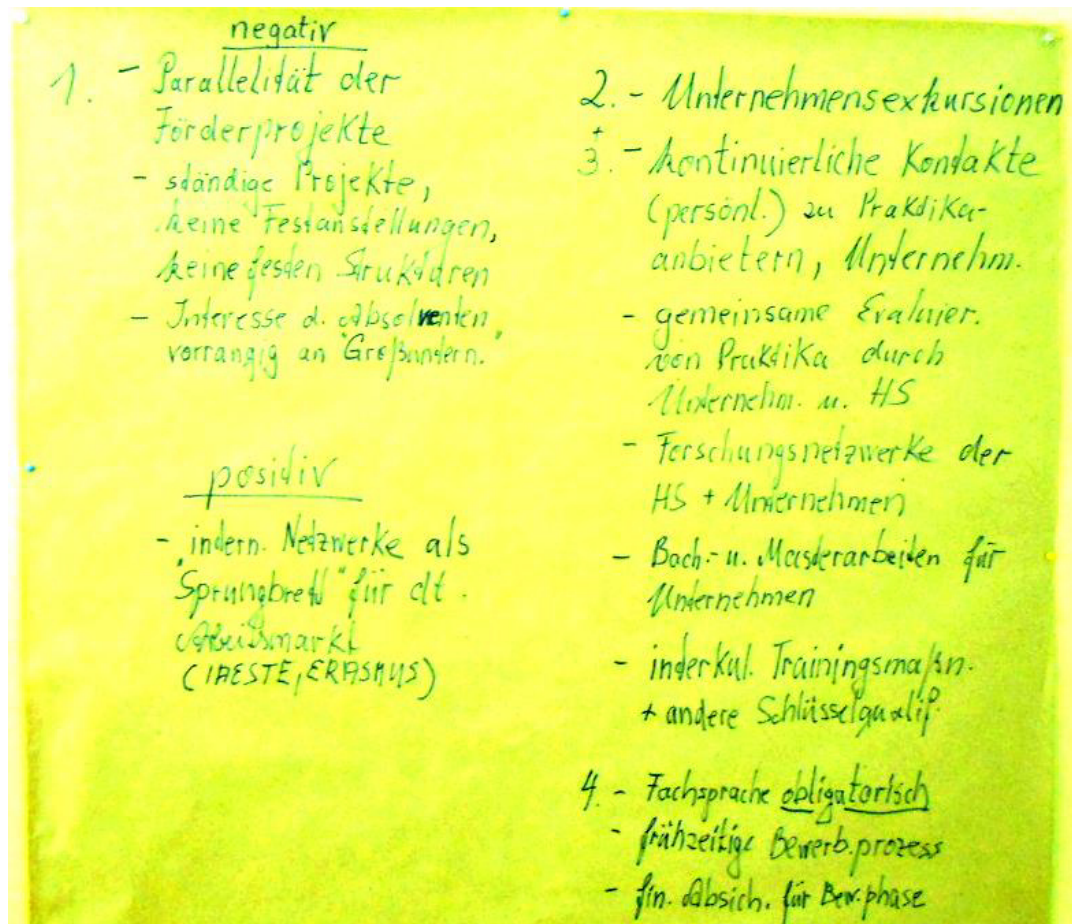 negativ
1. - Parallelität der
Förderprojekte
- ständige Projekte,
keine Festanstellungen,
keine festen Strukturen
- Interesse d. Absolventen
vorrangig an "Großuntern."
positiv
- intern. Netzwerke als
"Sprungbrett" für dt.
Arbeitsmarkt
(IAESTE, ERASMUS)
2. - Unternehmensexkursionen
+
3. - kontinuierliche Kontakte
(persönl.) zu Praktika-
anbietern, Unternehm.
- gemeinsame Evaluier.
von Praktika durch
Unternehm. u. HS
- Forschungsnetzwerke der
HS + Unternehmen
- Bach.- u. Masterarbeiten für
Unternehmen
- interkul. Trainingsmaßn.
+ andere Schlüsselqualif.
4. - Fachsprache obligatorisch
- frühzeitige Bewerb.prozess
- fin. Absich. für Bew.phase